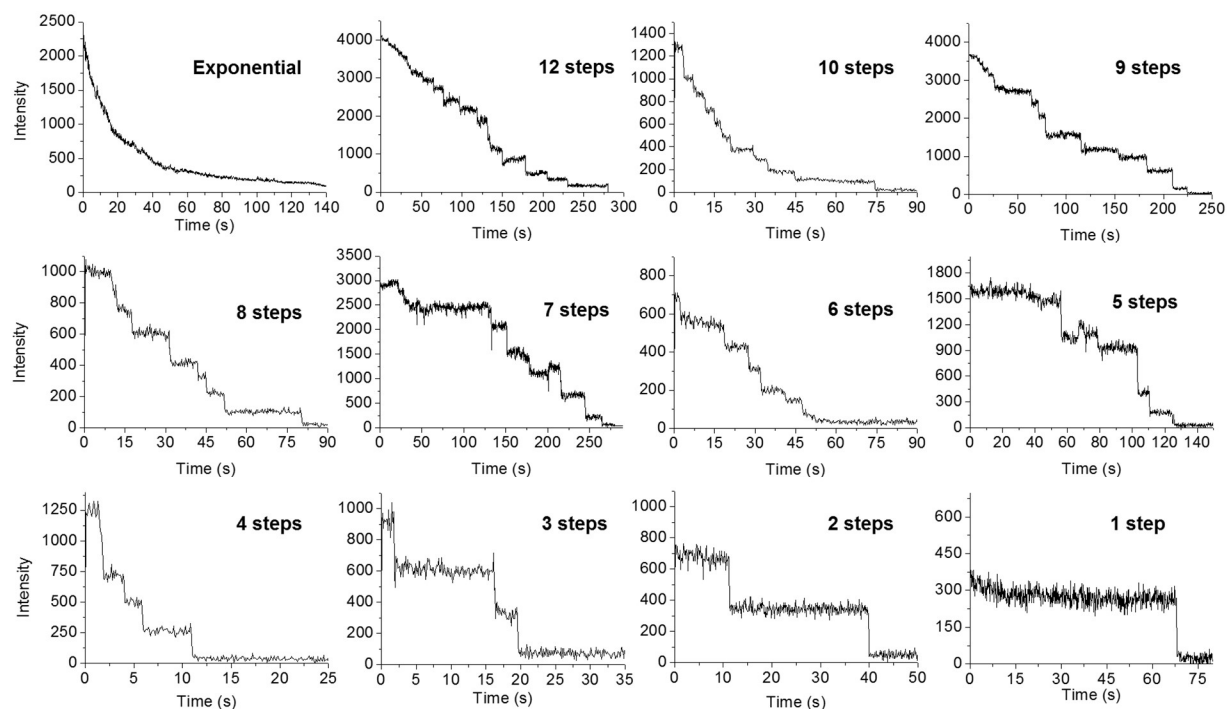 Exponential
Intensity
2500
2000
1500
1000
500
0
0 20 40 60 80 100 120 140
Time (s)
12 steps
4000
3000
2000
1000
0
0 50 100 150 200 250 300
Time (s)
10 steps
1400
1200
1000
800
600
400
200
0
0 15 30 45 60 75 90
Time (s)
9 steps
4000
3000
2000
1000
0
0 50 100 150 200 250
Time (s)
8 steps
Intensity
1000
800
600
400
200
0
0 15 30 45 60 75 90
Time (s)
7 steps
3500
3000
2500
2000
1500
1000
500
0
0 50 100 150 200 250
Time (s)
6 steps
800
600
400
200
0
0 15 30 45 60 75 90
Time (s)
5 steps
1800
1500
1200
900
600
300
0
0 20 40 60 80 100 120 140
Time (s)
4 steps
Intensity
1250
1000
750
500
250
0
0 5 10 15 20 25
Time (s)
3 steps
1000
800
600
400
200
0
0 5 10 15 20 25 30 35
Time (s)
2 steps
1000
800
600
400
200
0
0 10 20 30 40 50
Time (s)
1 step
600
450
300
150
0
0 15 30 45 60 75
Time (s)